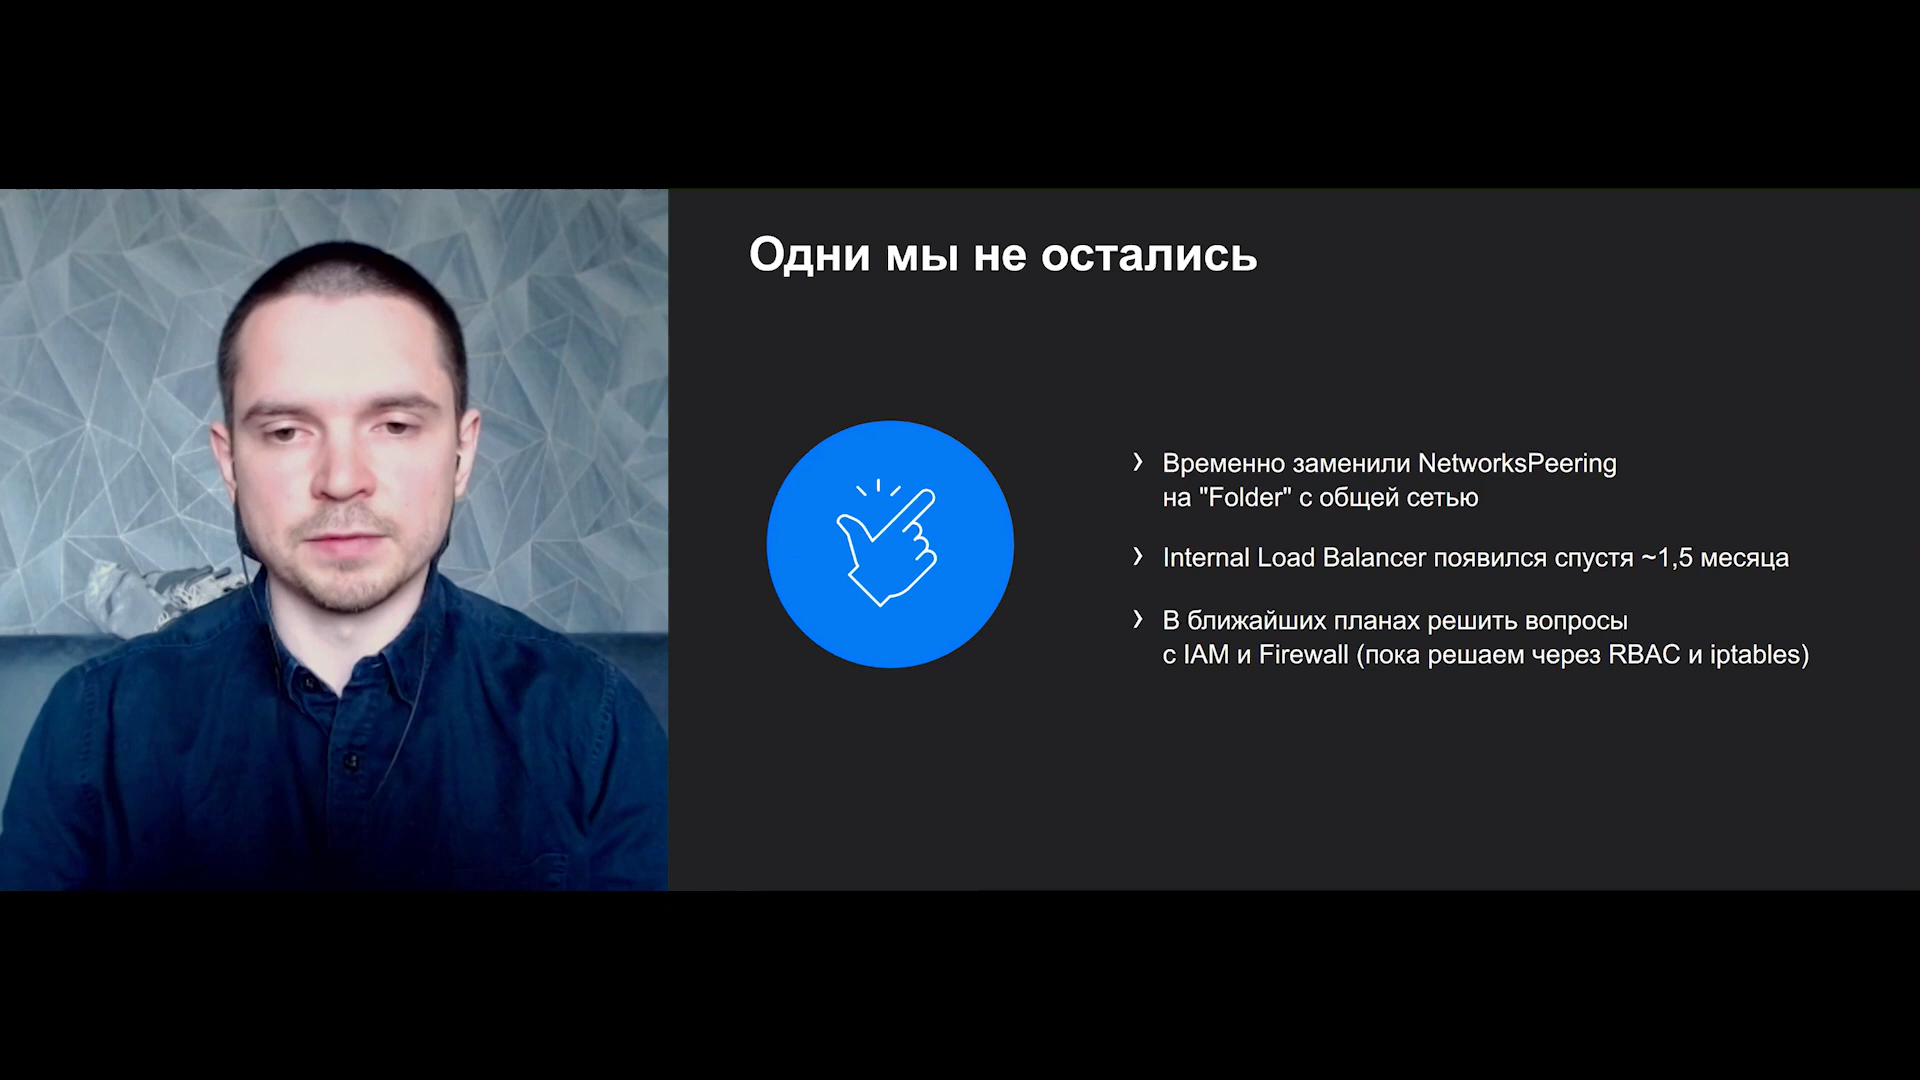 Одни мы не остались
Временно заменили NetworksPeering
на "Folder" с общей сетью
Internal Load Balancer появился спустя ~1,5 месяца
В ближайших планах решить вопросы
с IAM и Firewall (пока решаем через RBAC и iptables)